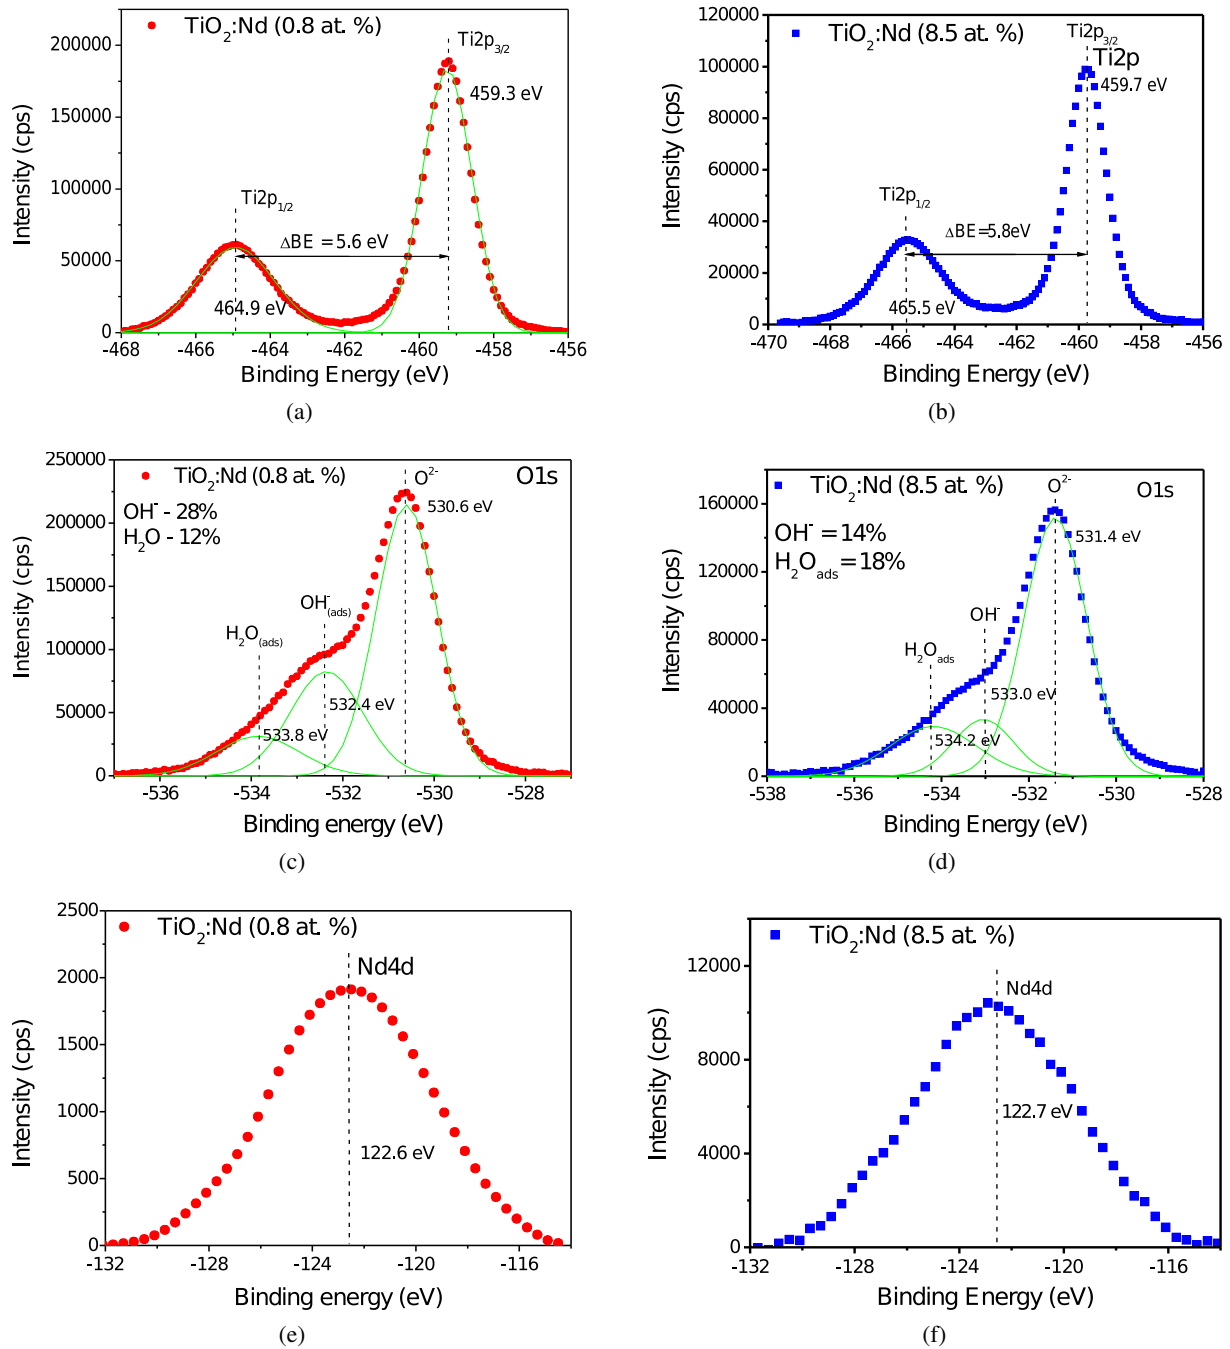 TiO2:Nd (0.8 at. %)
Ti2p3/2
459.3 eV
Ti2p1/2
ΔBE = 5.6 eV
464.9 eV
200000
150000
100000
50000
0
-468 -466 -464 -462 -460 -458 -456
Intensity (cps)
Binding Energy (eV)
(a)
TiO2:Nd (8.5 at. %)
Ti2p3/2
Ti2p
459.7 eV
Ti2p1/2
ΔBE=5.8eV
465.5 eV
120000
100000
80000
60000
40000
20000
0
-470 -468 -466 -464 -462 -460 -458 -456
Intensity (cps)
Binding Energy (eV)
(b)
TiO2:Nd (0.8 at. %)
O2-
O1s
OH- - 28%
H2O - 12%
530.6 eV
OH-(ads)
H2O(ads)
532.4 eV
533.8 eV
250000
200000
150000
100000
50000
0
-536 -534 -532 -530 -528
Intensity (cps)
Binding energy (eV)
(c)
TiO2:Nd (8.5 at. %)
O2-
O1s
OH- = 14%
H2Oads = 18%
531.4 eV
OH-
H2Oads
533.0 eV
534.2 eV
160000
120000
80000
40000
0
-538 -536 -534 -532 -530 -528
Intensity (cps)
Binding Energy (eV)
(d)
TiO2:Nd (0.8 at. %)
Nd4d
122.6 eV
2500
2000
1500
1000
500
0
-132 -128 -124 -120 -116
Intensity (cps)
Binding energy (eV)
(e)
TiO2:Nd (8.5 at. %)
Nd4d
122.7 eV
12000
8000
4000
0
-132 -128 -124 -120 -116
Intensity (cps)
Binding Energy (eV)
(f)